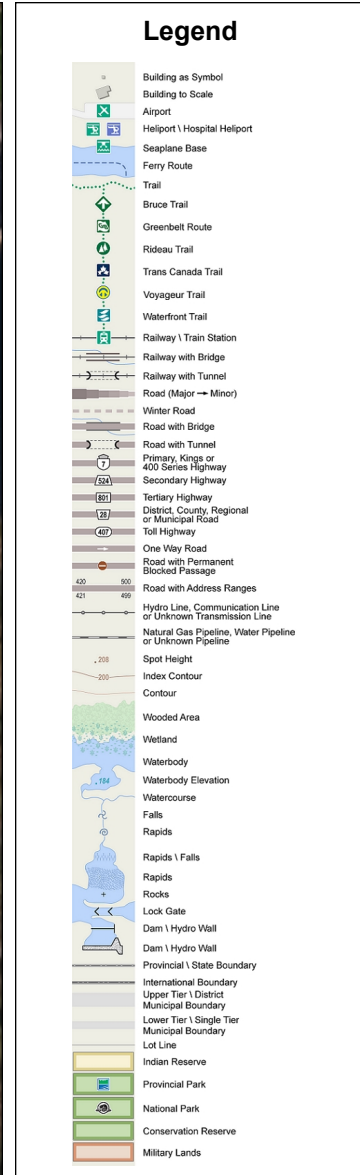 Legend
Building as Symbol
Building to Scale
Airport
Heliport \ Hospital Heliport
Seaplane Base
Ferry Route
Trail
Bruce Trail
Greenbelt Route
Rideau Trail
Trans Canada Trail
Voyageur Trail
Waterfront Trail
Railway \ Train Station
Railway with Bridge
Railway with Tunnel
Road (Major → Minor)
Winter Road
Road with Bridge
Road with Tunnel
7
Primary, Kings or
400 Series Highway
524
Secondary Highway
801
Tertiary Highway
28
District, County, Regional
or Municipal Road
407
Toll Highway
One Way Road
Road with Permanent
Blocked Passage
420 500
Road with Address Ranges
421 499
Hydro Line, Communication Line
or Unknown Transmission Line
Natural Gas Pipeline, Water Pipeline
or Unknown Pipeline
.208
Spot Height
200
Index Contour
Contour
Wooded Area
Wetland
Waterbody
.184
Waterbody Elevation
Watercourse
Falls
Rapids
Rapids \ Falls
Rapids
Rocks
Lock Gate
Dam \ Hydro Wall
Dam \ Hydro Wall
Provincial \ State Boundary
International Boundary
Upper Tier \ District
Municipal Boundary
Lower Tier \ Single Tier
Municipal Boundary
Lot Line
Indian Reserve
Provincial Park
National Park
Conservation Reserve
Military Lands